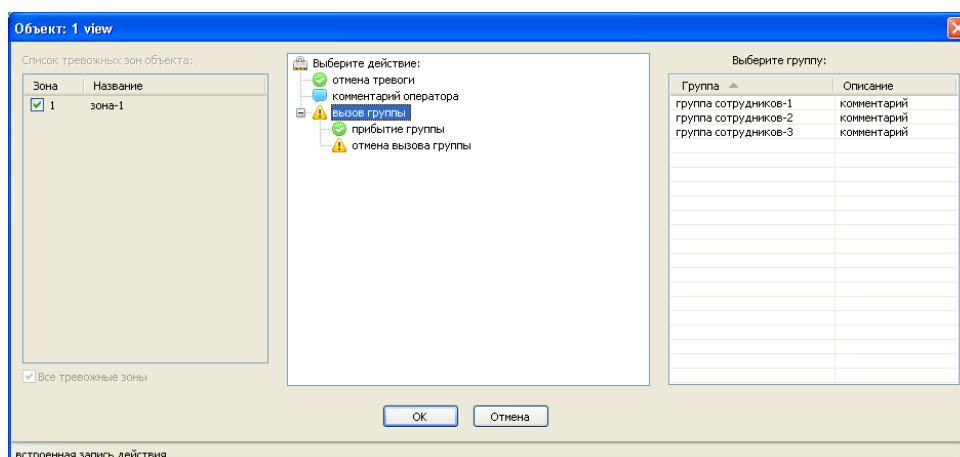 Объект: 1 view
Список тревожных зон объекта:
Зона Название
1 зона-1
Все тревожные зоны
Выберите действие:
отмена тревоги
комментарий оператора
вызов группы
прибытие группы
отмена вызова группы
Выберите группу:
Группа Описание
группа сотрудников-1 комментарий
группа сотрудников-2 комментарий
группа сотрудников-3 комментарий
OK Отмена
встроенная запись действия